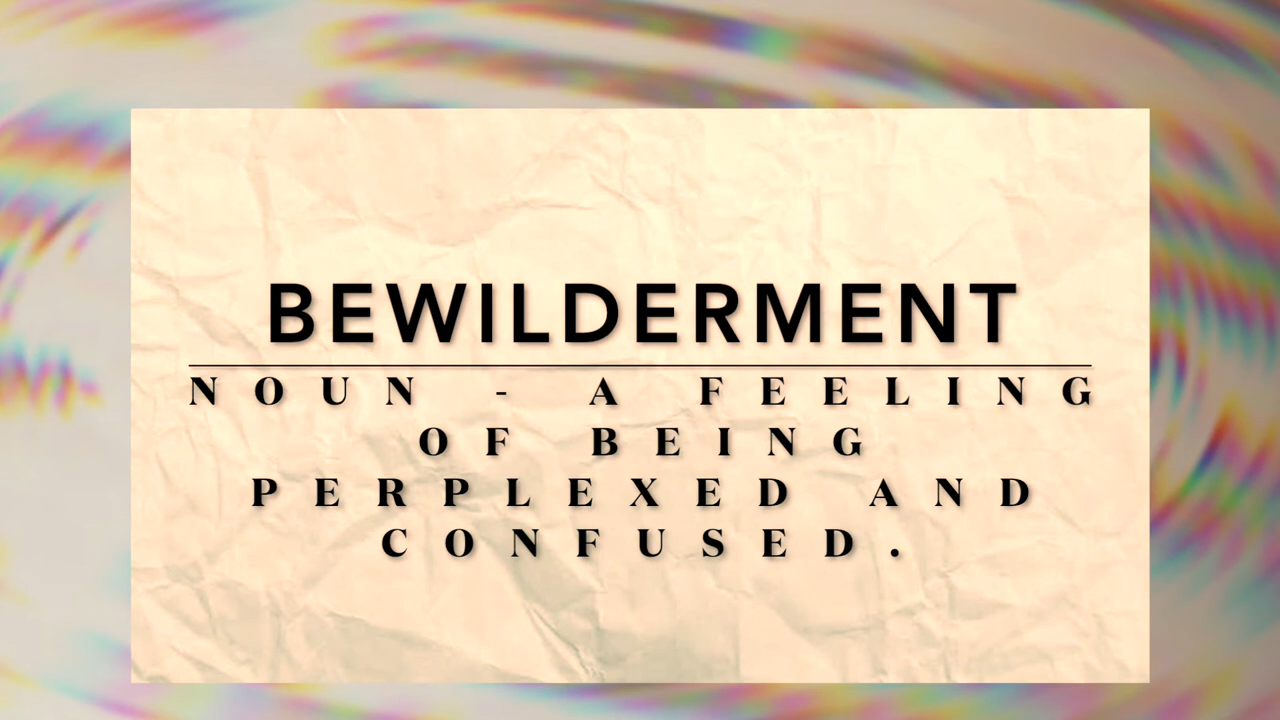 BEWILDERMENT
NOUN - A FEELING
OF BEING
PERPLEXED AND
CONFUSED.